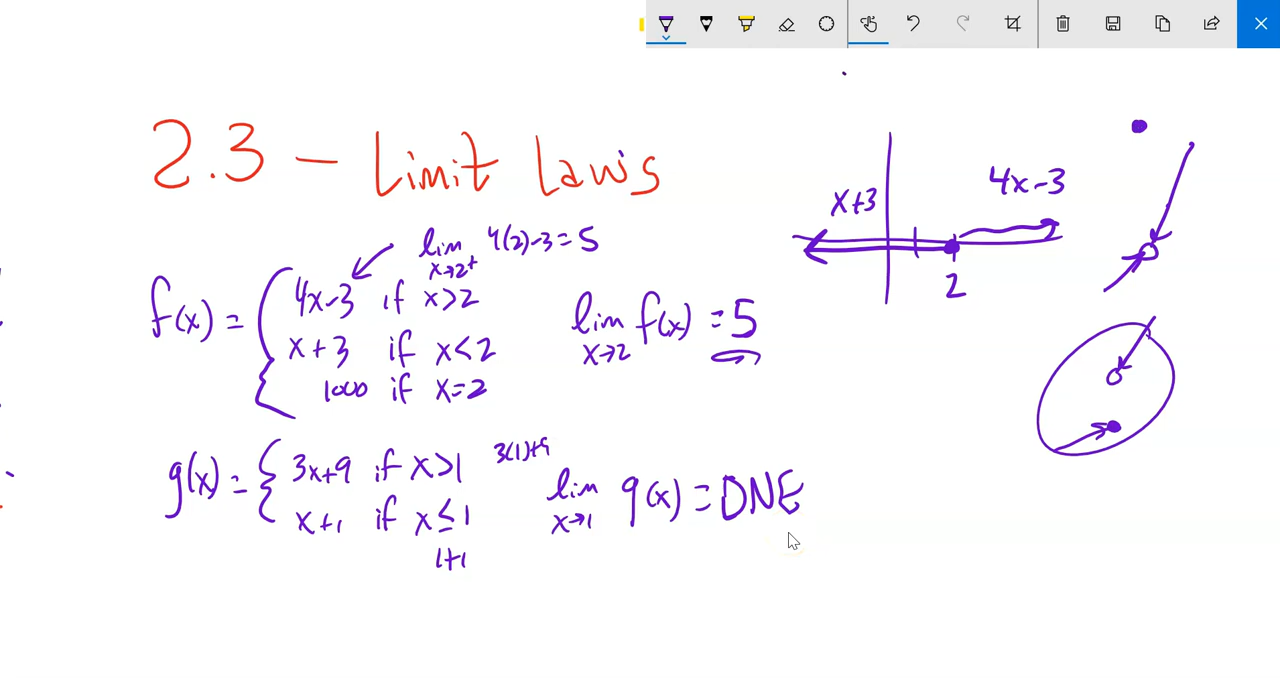 2.3 - Limit Laws
lim x→2+ 4(2)-3=5
f(x) = { 4x-3 if x>2
x+3 if x<2
1000 if x=2
lim x→2 f(x) = 5
x+3
4x-3
2
g(x) = { 3x+9 if x>1
x+1 if x≤1
3(1)+9
1+1
lim x→1 g(x) = DNE